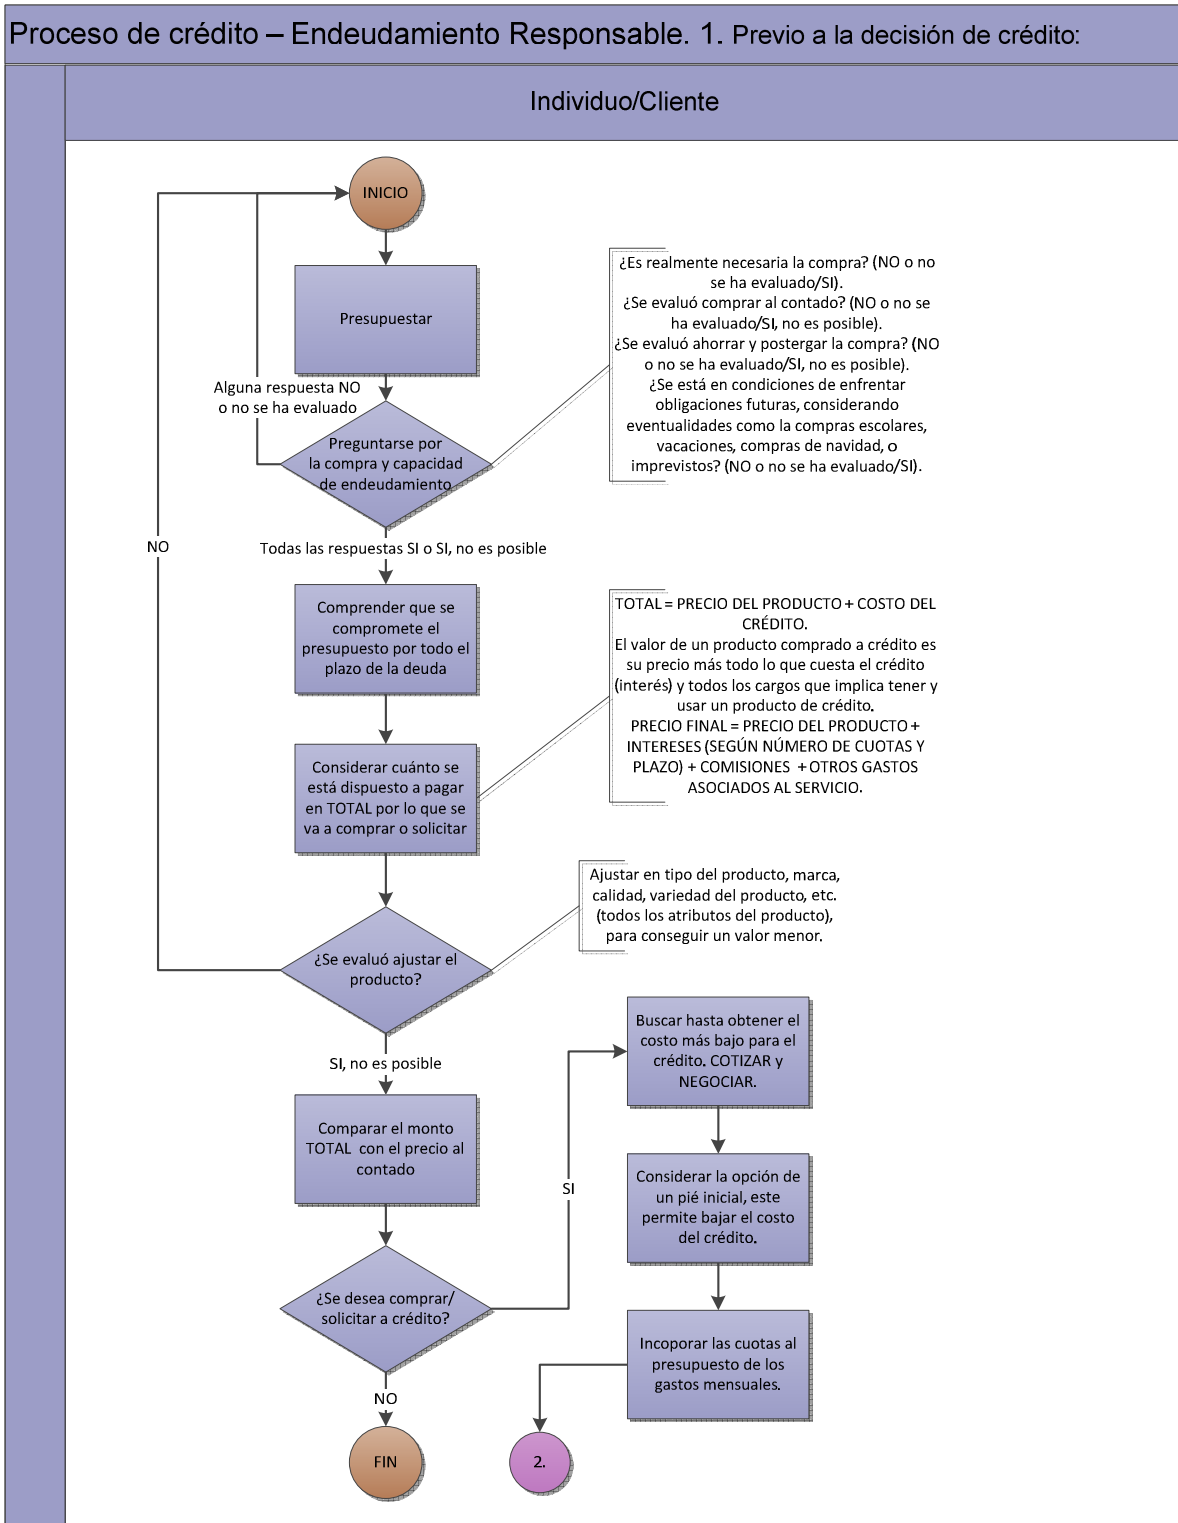 Proceso de crédito – Endeudamiento Responsable. 1. Previo a la decisión de crédito:
Individuo/Cliente
INICIO
Presupuestar
Alguna respuesta NO
o no se ha evaluado
Preguntarse por
la compra y capacidad
de endeudamiento
¿Es realmente necesaria la compra? (NO o no
se ha evaluado/SI).
¿Se evaluó comprar al contado? (NO o no se
ha evaluado/SI, no es posible).
¿Se evaluó ahorrar y postergar la compra? (NO
o no se ha evaluado/SI, no es posible).
¿Se está en condiciones de enfrentar
obligaciones futuras, considerando
eventualidades como la compras escolares,
vacaciones, compras de navidad, o
imprevistos? (NO o no se ha evaluado/SI).
NO
Todas las respuestas SI o SI, no es posible
Comprender que se
compromete el
presupuesto por todo el
plazo de la deuda
Considerar cuánto se
está dispuesto a pagar
en TOTAL por lo que se
va a comprar o solicitar
TOTAL = PRECIO DEL PRODUCTO + COSTO DEL
CRÉDITO.
El valor de un producto comprado a crédito es
su precio más todo lo que cuesta el crédito
(interés) y todos los cargos que implica tener y
usar un producto de crédito.
PRECIO FINAL = PRECIO DEL PRODUCTO +
INTERESES (SEGÚN NÚMERO DE CUOTAS Y
PLAZO) + COMISIONES + OTROS GASTOS
ASOCIADOS AL SERVICIO.
¿Se evaluó ajustar el
producto?
Ajustar en tipo del producto, marca,
calidad, variedad del producto, etc.
(todos los atributos del producto),
para conseguir un valor menor.
SI, no es posible
Comparar el monto
TOTAL con el precio al
contado
¿Se desea comprar/
solicitar a crédito?
SI
NO
FIN
Buscar hasta obtener el
costo más bajo para el
crédito. COTIZAR y
NEGOCIAR.
Considerar la opción de
un pié inicial, este
permite bajar el costo
del crédito.
Incoporar las cuotas al
presupuesto de los
gastos mensuales.
2.